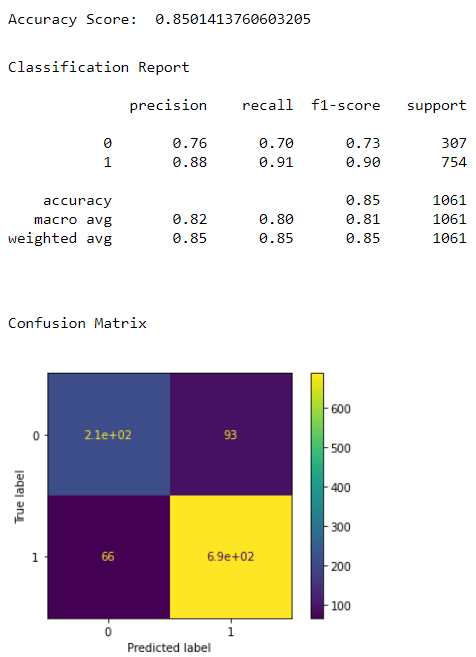 Accuracy Score:  0.8501413760603205
Classification Report
precision recall f1-score support
0 0.76 0.70 0.73 307
1 0.88 0.91 0.90 754
accuracy 0.85 1061
macro avg 0.82 0.80 0.81 1061
weighted avg 0.85 0.85 0.85 1061
Confusion Matrix
True label
0
1
2.1e+02 93
66 6.9e+02
0 1
Predicted label
600
500
400
300
200
100